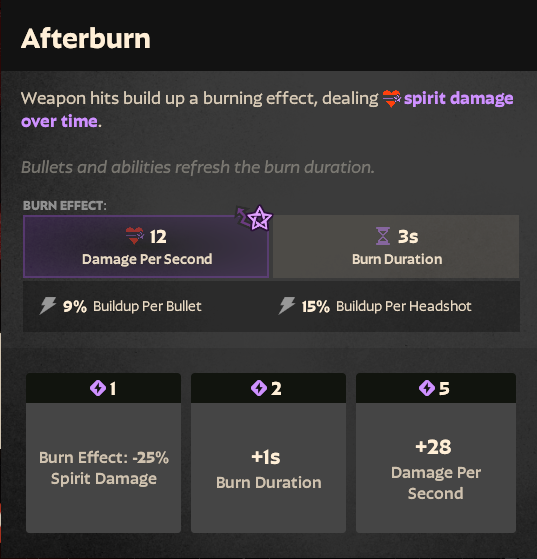 Afterburn
Weapon hits build up a burning effect, dealing spirit damage
over time.
Bullets and abilities refresh the burn duration.
BURN EFFECT:
12
Damage Per Second
3s
Burn Duration
9% Buildup Per Bullet
15% Buildup Per Headshot
1
Burn Effect: -25%
Spirit Damage
2
+1s
Burn Duration
5
+28
Damage Per
Second